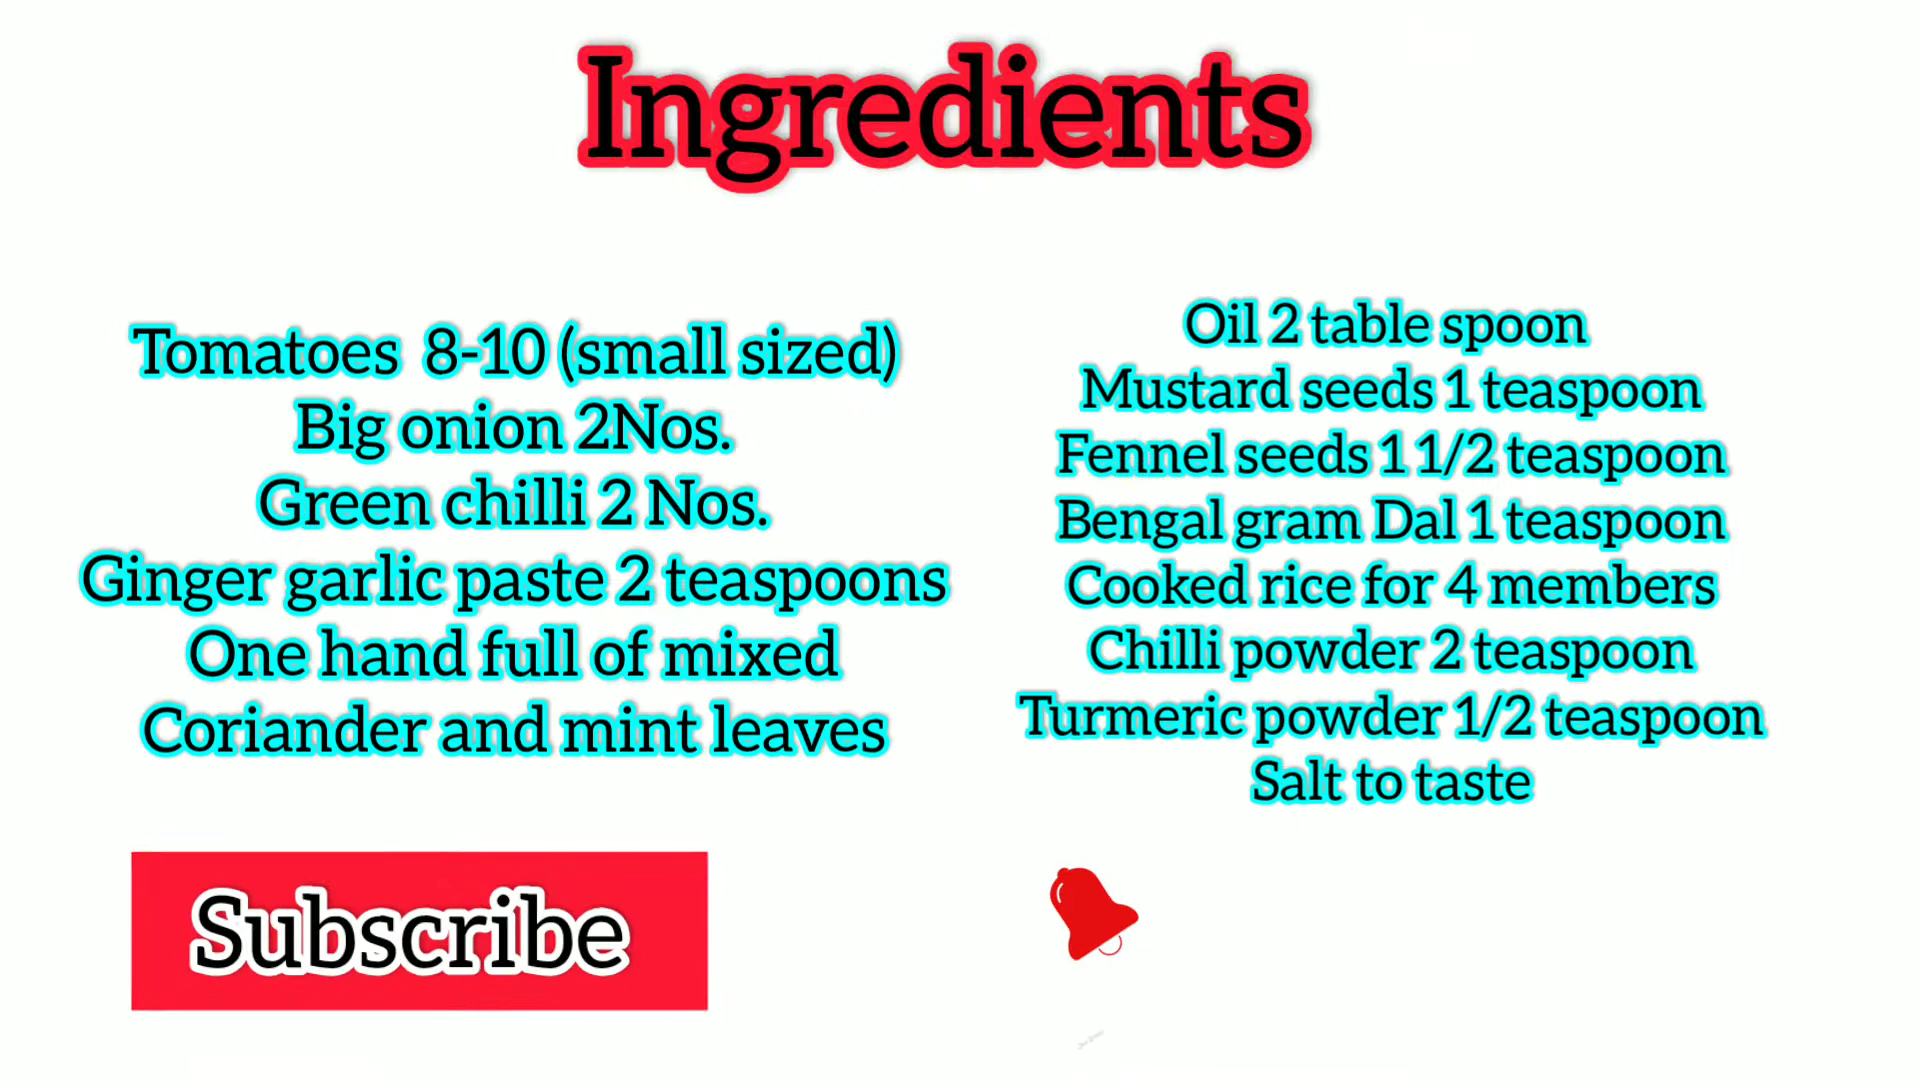 Ingredients
Tomatoes 8-10 (small sized)
Big onion 2Nos.
Green chilli 2 Nos.
Ginger garlic paste 2 teaspoons
One hand full of mixed
Coriander and mint leaves
Oil 2 table spoon
Mustard seeds 1 teaspoon
Fennel seeds 1 1/2 teaspoon
Bengal gram Dal 1 teaspoon
Cooked rice for 4 members
Chilli powder 2 teaspoon
Turmeric powder 1/2 teaspoon
Salt to taste
Subscribe